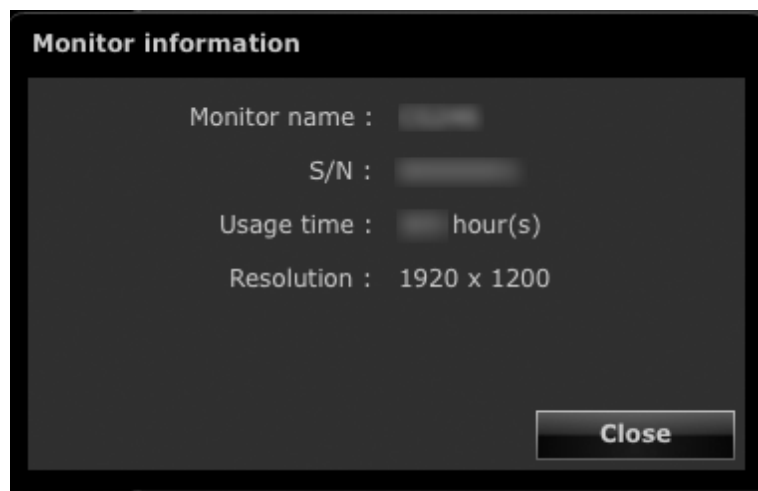 Monitor information
Monitor name :
S/N :
Usage time : hour(s)
Resolution : 1920 x 1200
Close